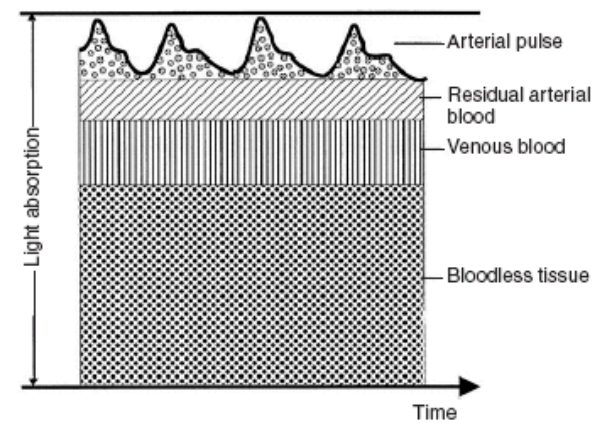 Arterial pulse
Residual arterial
blood
Venous blood
Light absorption
Bloodless tissue
Time